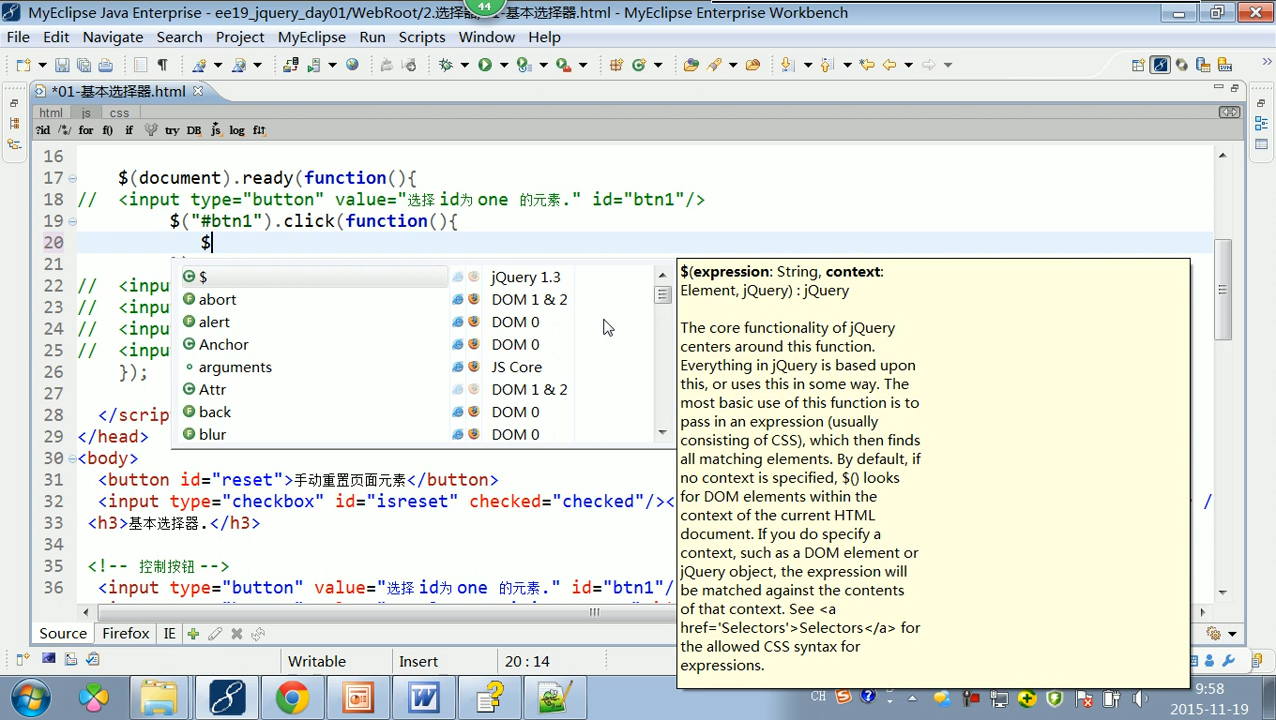 44
MyEclipse Java Enterprise - ee19_jquery_day01/WebRoot/2.选择器/01-基本选择器.html - MyEclipse Enterprise Workbench
File Edit Navigate Search Project MyEclipse Run Scripts Window Help
*01-基本选择器.html
html js css
?id /*/ for f() if try DB js log
16
17 $(document).ready(function(){
18 // <input type="button" value="选择 id为 one 的元素." id="btn1"/>
19 $("#btn1").click(function(){
20 $
21
22 // <inpu
23 // <inpu
24 // <inpu
25 // <inpu
26 });
27
28 </scrip
29 </head>
30 <body>
31 <button id="reset">手动重置页面元素</button>
32 <input type="checkbox" id="isreset" checked="checked"/>< /
33 <h3>基本选择器.</h3>
34
35 <!-- 控制按钮 -->
36 <input type="button" value="选择 id为 one 的元素." id="btn1"/
$ jQuery 1.3
abort DOM 1 & 2
alert DOM 0
Anchor DOM 0
arguments JS Core
Attr DOM 1 & 2
back DOM 0
blur DOM 0
$(expression: String, context:
Element, jQuery) : jQuery
The core functionality of jQuery
centers around this function.
Everything in jQuery is based upon
this, or uses this in some way. The
most basic use of this function is to
pass in an expression (usually
consisting of CSS), which then finds
all matching elements. By default, if
no context is specified, $() looks
for DOM elements within the
context of the current HTML
document. If you do specify a
context, such as a DOM element or
jQuery object, the expression will
be matched against the contents
of that context. See <a
href='Selectors'>Selectors</a> for
the allowed CSS syntax for
expressions.
Source Firefox IE
Writable Insert 20 : 14
CH
9:58
2015-11-19